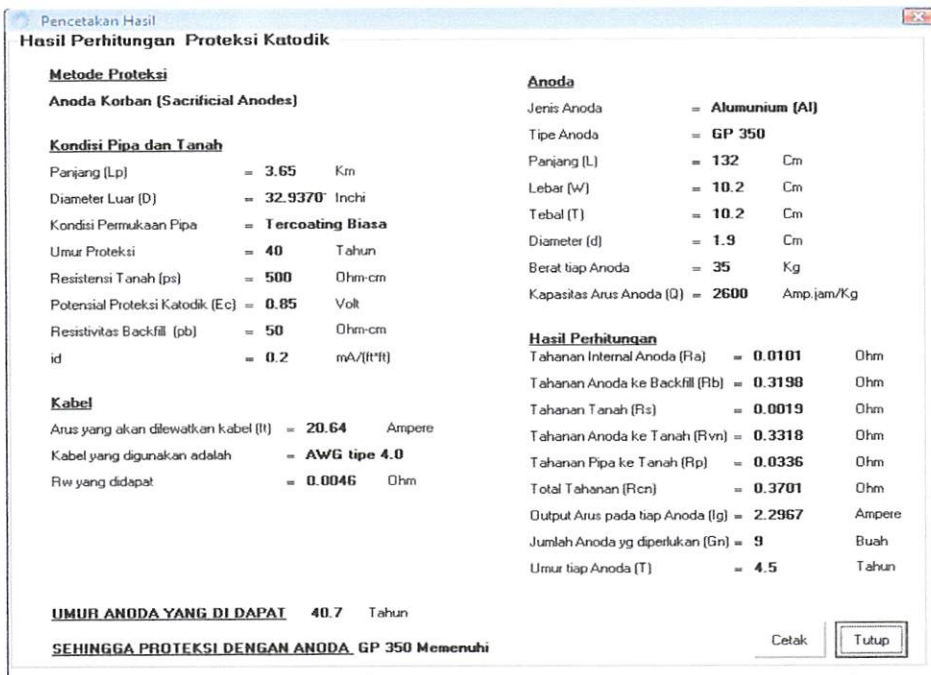 Pencetakan Hasil
Hasil Perhitungan Proteksi Katodik
Metode Proteksi
Anoda Korban (Sacrificial Anodes)
Kondisi Pipa dan Tanah
Panjang (Lp) = 3.65 Km
Diameter Luar (D) = 32.9370 Inchi
Kondisi Permukaan Pipa = Tercoating Biasa
Umur Proteksi = 40 Tahun
Resistensi Tanah (ps) = 500 Ohm-cm
Potensial Proteksi Katodik (Ec) = 0.85 Volt
Resistivitas Backfill (pb) = 50 Ohm-cm
id = 0.2 mA/(ft*ft)
Kabel
Arus yang akan dilewatkan kabel (It) = 20.64 Ampere
Kabel yang digunakan adalah = AWG tipe 4.0
Rw yang didapat = 0.0046 Ohm
Anoda
Jenis Anoda = Alumunium (Al)
Tipe Anoda = GP 350
Panjang (L) = 132 Cm
Lebar (W) = 10.2 Cm
Tebal (T) = 10.2 Cm
Diameter (d) = 1.9 Cm
Berat tiap Anoda = 35 Kg
Kapasitas Arus Anoda (Q) = 2600 Amp.jam/Kg
Hasil Perhitungan
Tahanan Internal Anoda (Ra) = 0.0101 Ohm
Tahanan Anoda ke Backfill (Rb) = 0.3198 Ohm
Tahanan Tanah (Rs) = 0.0019 Ohm
Tahanan Anoda ke Tanah (Rvn) = 0.3318 Ohm
Tahanan Pipa ke Tanah (Rp) = 0.0336 Ohm
Total Tahanan (Rcn) = 0.3701 Ohm
Output Arus pada tiap Anoda (Ig) = 2.2967 Ampere
Jumlah Anoda yg diperlukan (Gn) = 9 Buah
Umur tiap Anoda (T) = 4.5 Tahun
UMUR ANODA YANG DI DAPAT 40.7 Tahun
SEHINGGA PROTEKSI DENGAN ANODA GP 350 Memenuhi
Cetak
Tutup